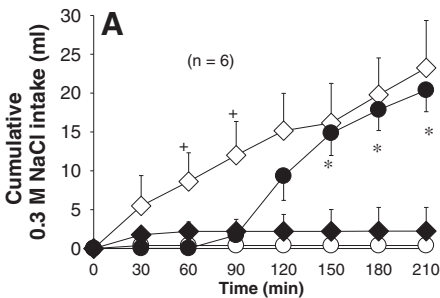 A
(n = 6)
Cumulative
0.3 M NaCl intake (ml)
30
25
20
15
10
5
0
+
+
*
*
*
0 30 60 90 120 150 180 210
Time (min)